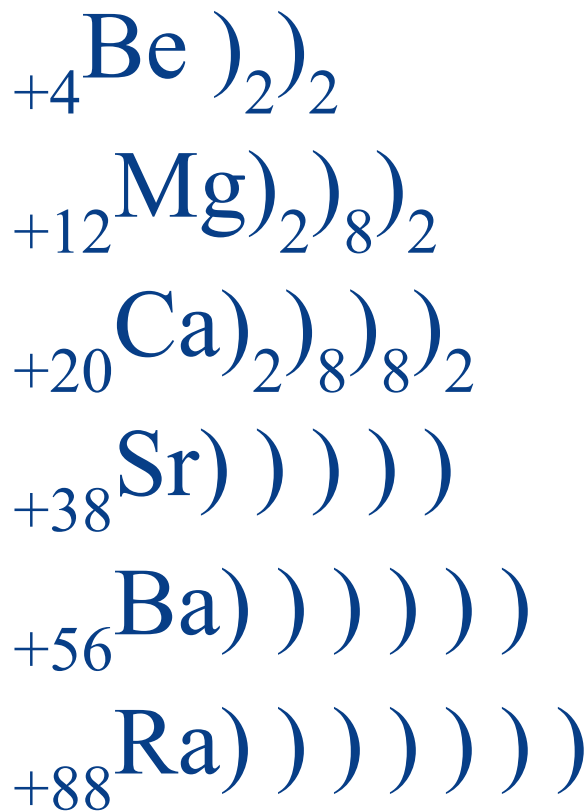 +4Be )2)2
+12Mg)2)8)2
+20Ca)2)8)8)2
+38Sr) ) ) ) )
+56Ba) ) ) ) ) )
+88Ra) ) ) ) ) ) )